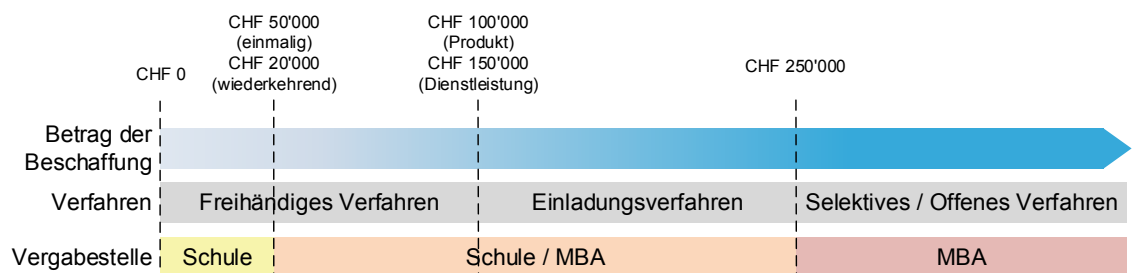 CHF 0
CHF 50'000
(einmalig)
CHF 20'000
(wiederkehrend)
CHF 100'000
(Produkt)
CHF 150'000
(Dienstleistung)
CHF 250'000
Betrag der
Beschaffung
Verfahren
Freihändiges Verfahren
Einladungsverfahren
Selektives / Offenes Verfahren
Vergabestelle
Schule
Schule / MBA
MBA